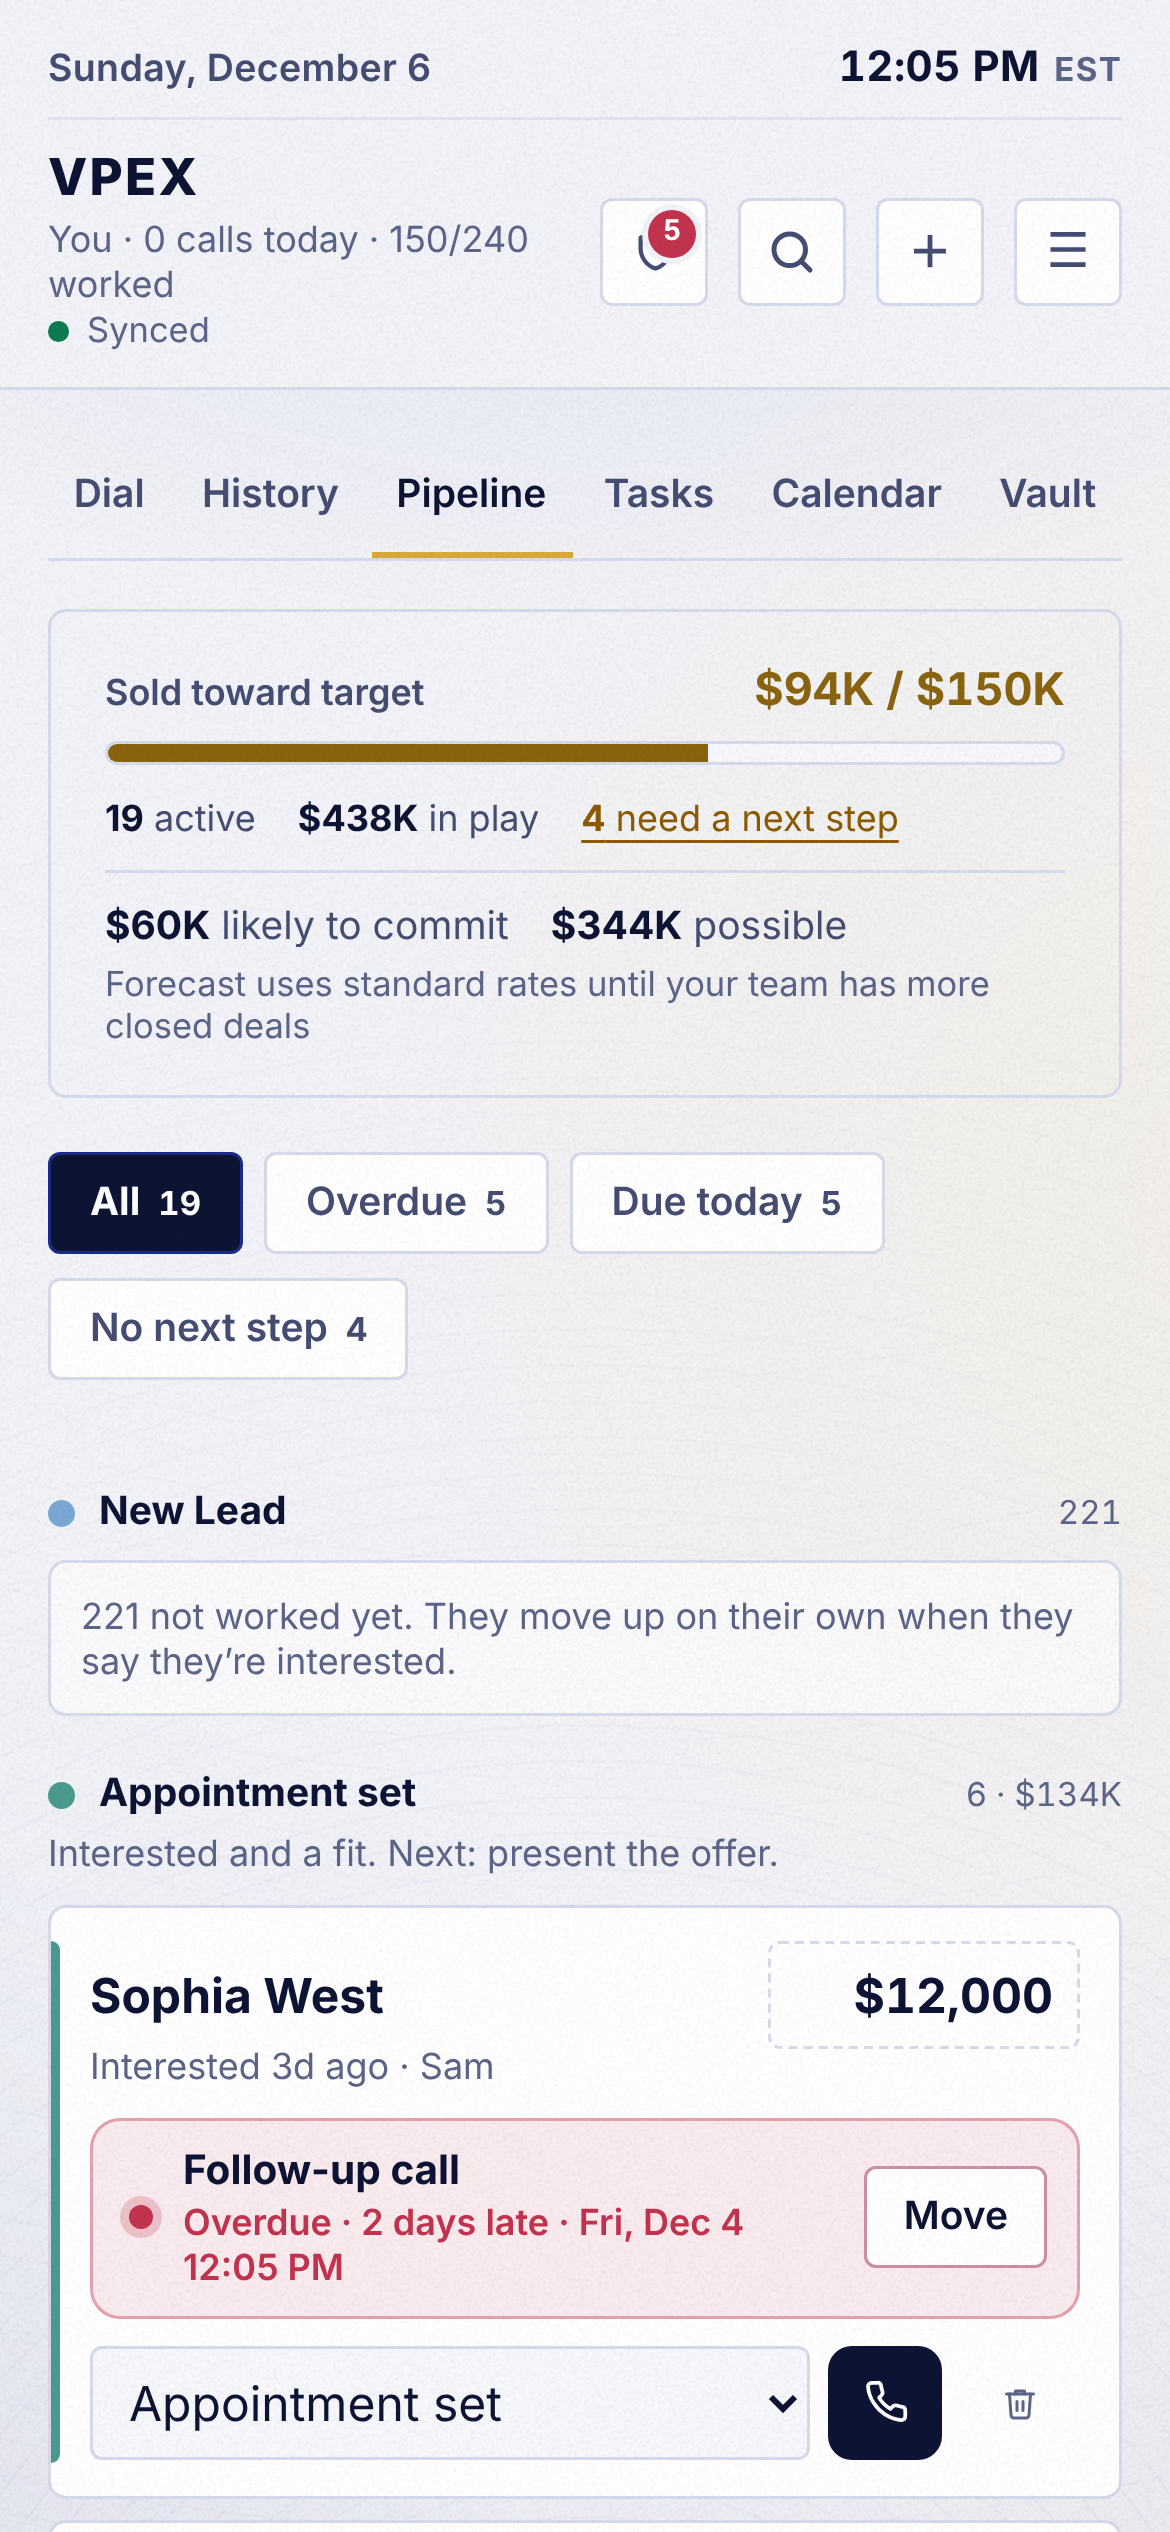 Sunday, December 6
12:05 PM EST
VPEX
You · 0 calls today · 150/240
worked
Synced
5
Dial History Pipeline Tasks Calendar Vault
Sold toward target
$94K / $150K
19 active $438K in play 4 need a next step
$60K likely to commit $344K possible
Forecast uses standard rates until your team has more
closed deals
All 19 Overdue 5 Due today 5
No next step 4
New Lead
221
221 not worked yet. They move up on their own when they
say they’re interested.
Appointment set
6 · $134K
Interested and a fit. Next: present the offer.
Sophia West
$12,000
Interested 3d ago · Sam
Follow-up call
Overdue · 2 days late · Fri, Dec 4
12:05 PM
Move
Appointment set